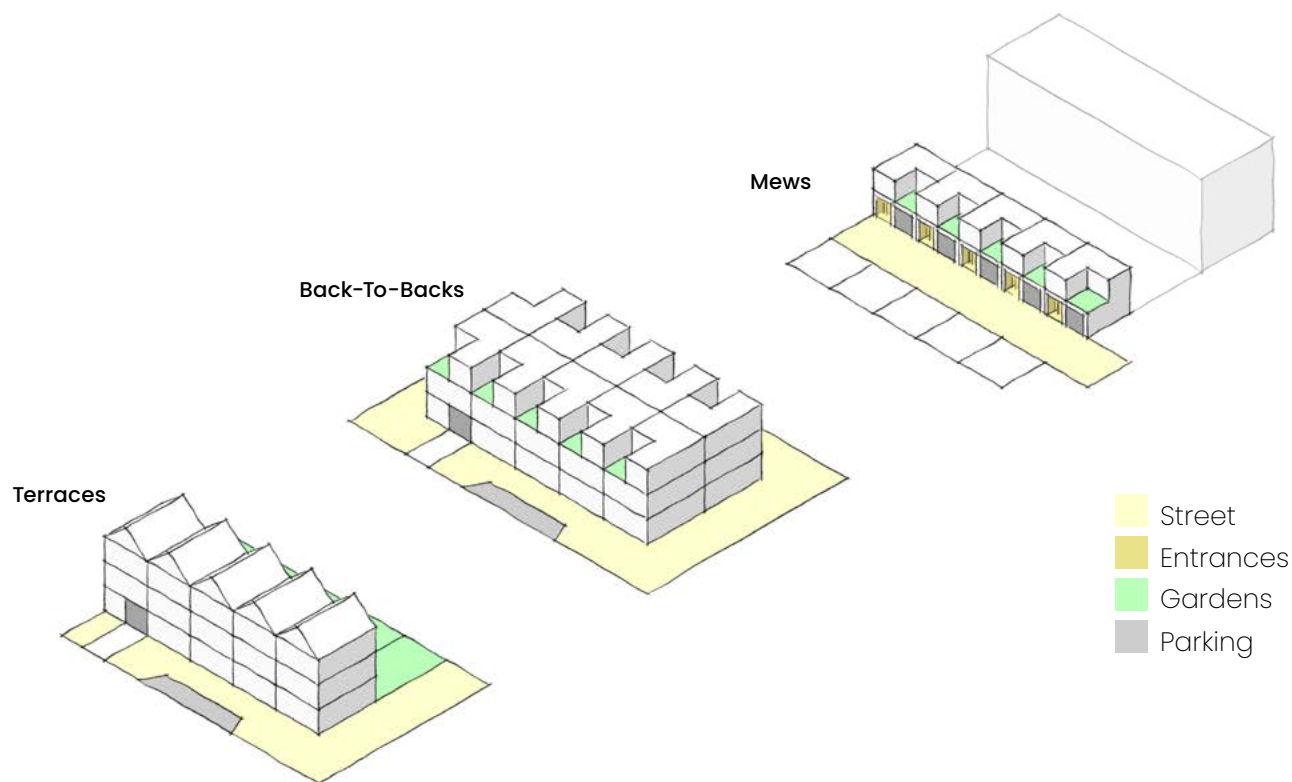 Mews
Back-To-Backs
Terraces
Street
Entrances
Gardens
Parking